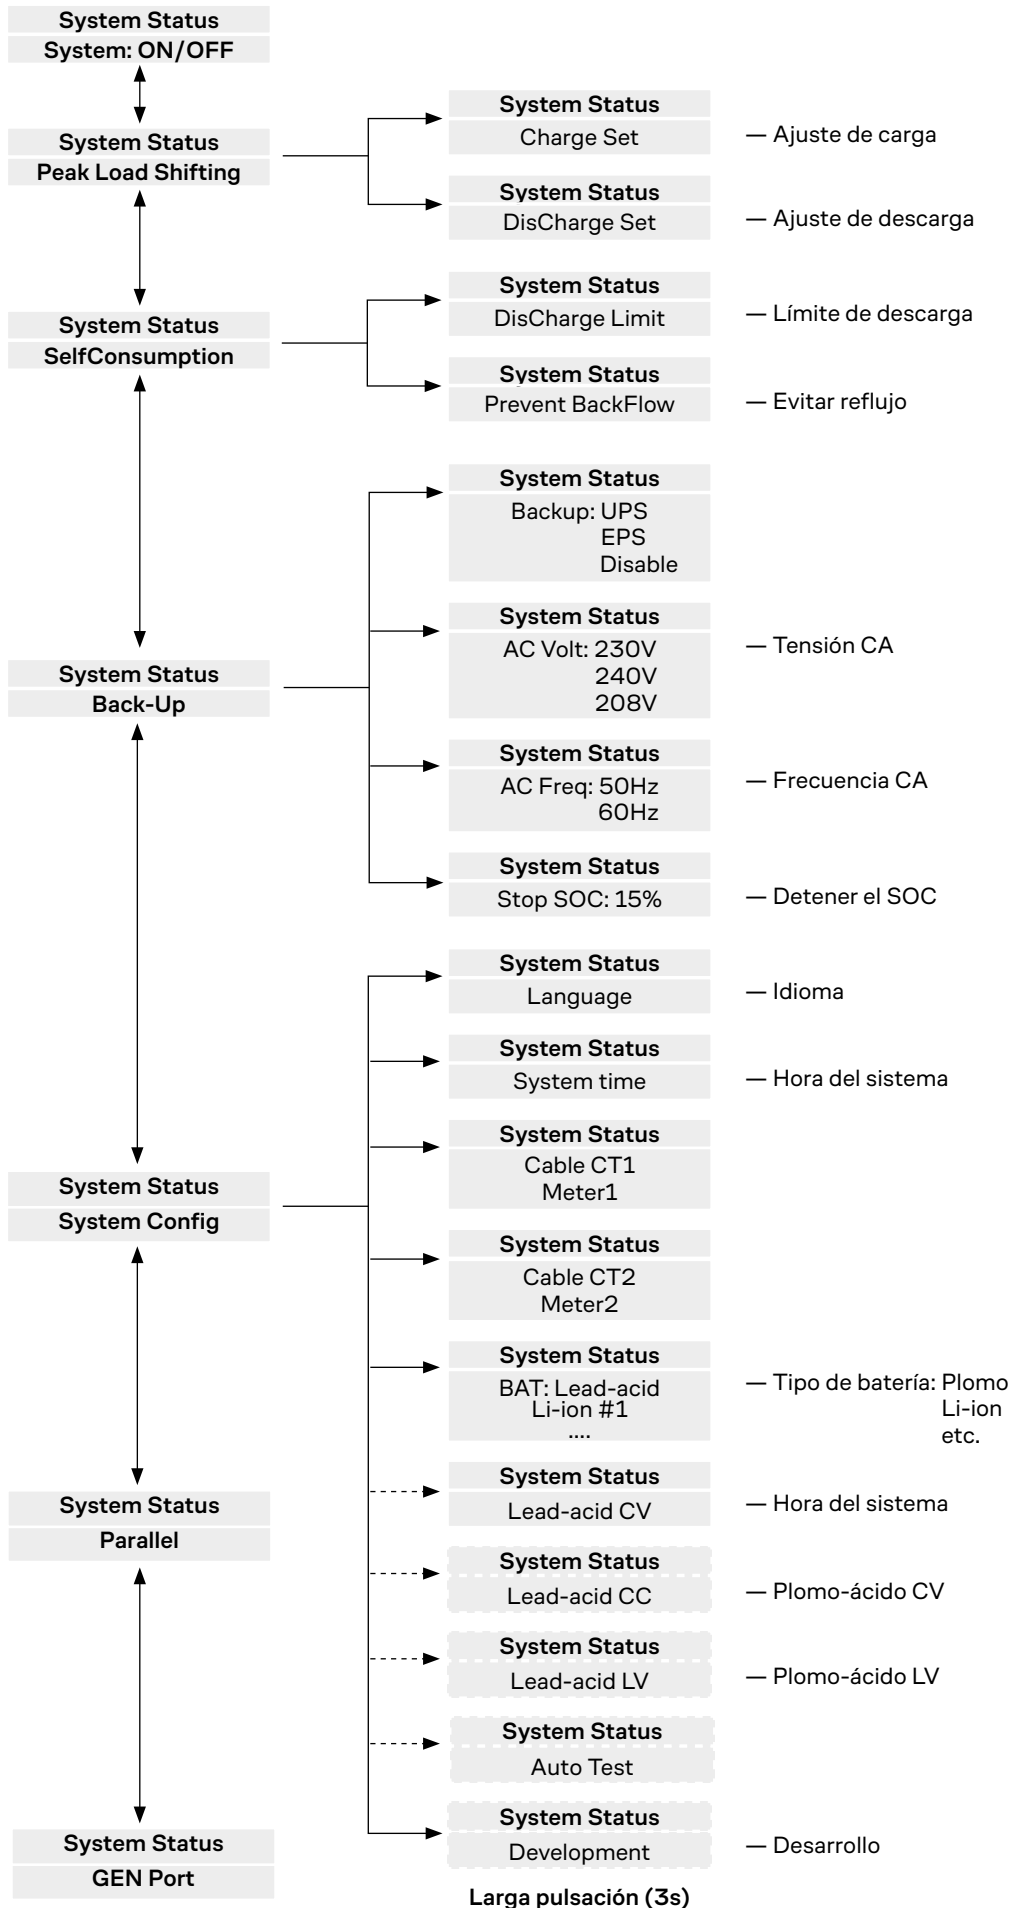 System Status
System: ON/OFF
System Status
Peak Load Shifting
System Status
Charge Set
— Ajuste de carga
System Status
DisCharge Set
— Ajuste de descarga
System Status
SelfConsumption
System Status
DisCharge Limit
— Límite de descarga
System Status
Prevent BackFlow
— Evitar reflujo
System Status
Back-Up
System Status
Backup: UPS
EPS
Disable
System Status
AC Volt: 230V
240V
208V
— Tensión CA
System Status
AC Freq: 50Hz
60Hz
— Frecuencia CA
System Status
Stop SOC: 15%
— Detener el SOC
System Status
System Config
System Status
Language
— Idioma
System Status
System time
— Hora del sistema
System Status
Cable CT1
Meter1
System Status
Cable CT2
Meter2
System Status
BAT: Lead-acid
Li-ion #1
....
— Tipo de batería: Plomo
Li-ion
etc.
System Status
Lead-acid CV
— Hora del sistema
System Status
Lead-acid CC
— Plomo-ácido CV
System Status
Lead-acid LV
— Plomo-ácido LV
System Status
Auto Test
System Status
Development
— Desarrollo
Larga pulsación (3s)
System Status
Parallel
System Status
GEN Port